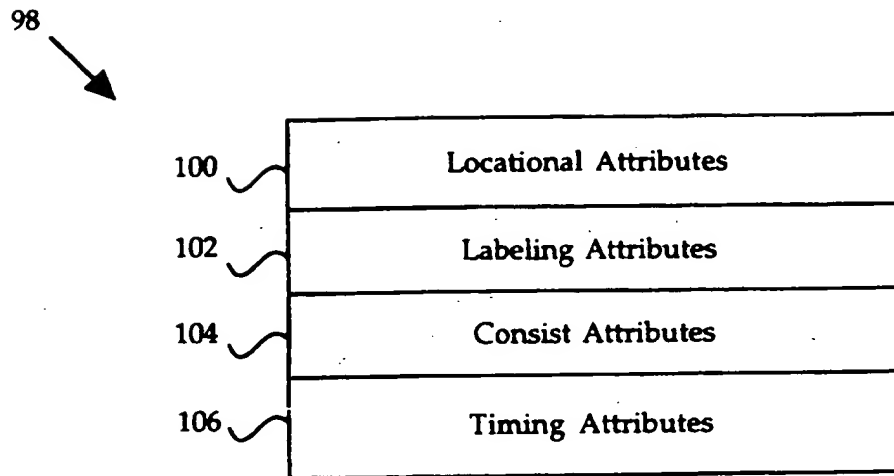 98
100 Locational Attributes
102 Labeling Attributes
104 Consist Attributes
106 Timing Attributes